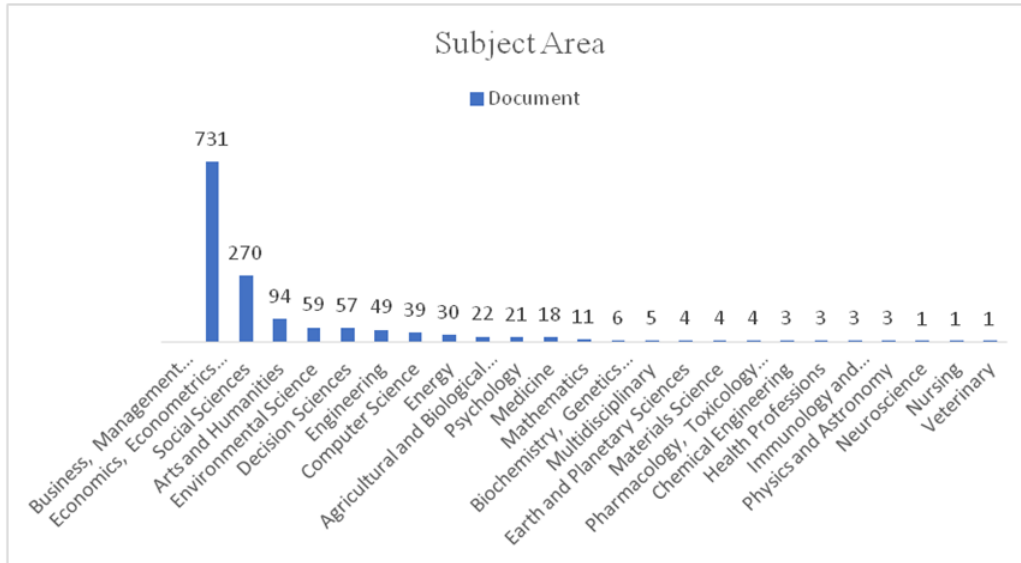 Subject Area
Document
731
270
94
59
57
49
39
30
22
21
18
11
6
5
4
4
4
3
3
3
3
1
1
1
Business, Management...
Economics, Econometrics...
Social Sciences
Arts and Humanities
Environmental Science
Decision Sciences
Engineering
Computer Science
Energy
Agricultural and Biological...
Psychology
Medicine
Mathematics
Biochemistry, Genetics...
Multidisciplinary
Earth and Planetary Sciences
Materials Science
Pharmacology, Toxicology...
Chemical Engineering
Health Professions
Immunology and...
Physics and Astronomy
Neuroscience
Nursing
Veterinary